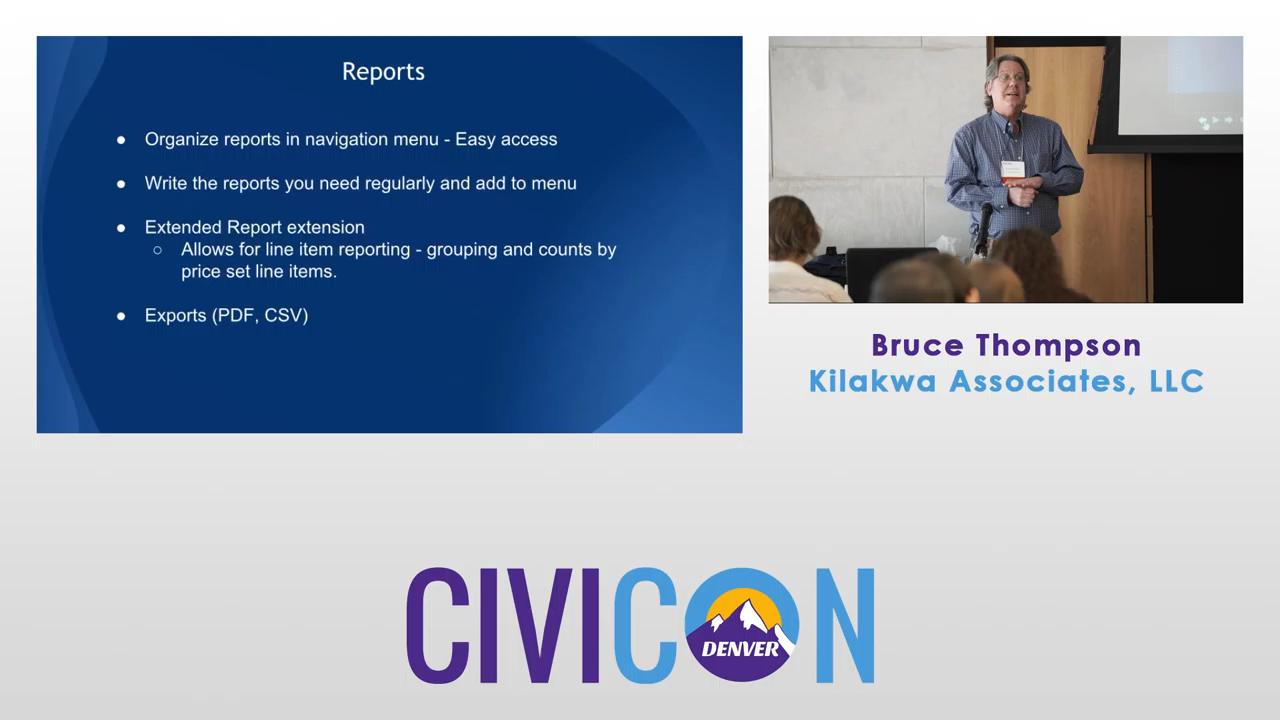 Reports
● Organize reports in navigation menu - Easy access
● Write the reports you need regularly and add to menu
● Extended Report extension
○ Allows for line item reporting - grouping and counts by
price set line items.
● Exports (PDF, CSV)
Bruce Thompson
Kilakwa Associates, LLC
CIVICON
DENVER